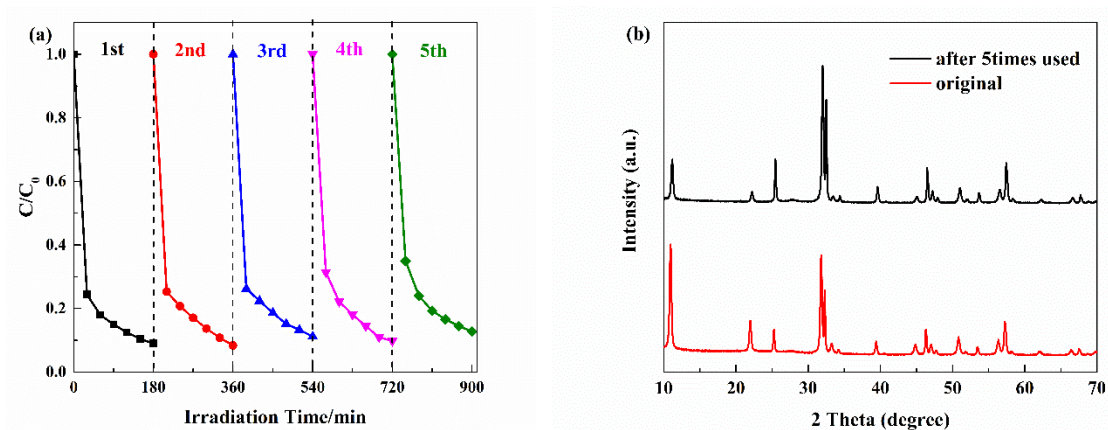 (a)
1st 2nd 3rd 4th 5th
1.0
0.8
0.6
0.4
0.2
0.0
C/C0
0 180 360 540 720 900
Irradiation Time/min
(b)
after 5times used
original
Intensity (a.u.)
10 20 30 40 50 60 70
2 Theta (degree)